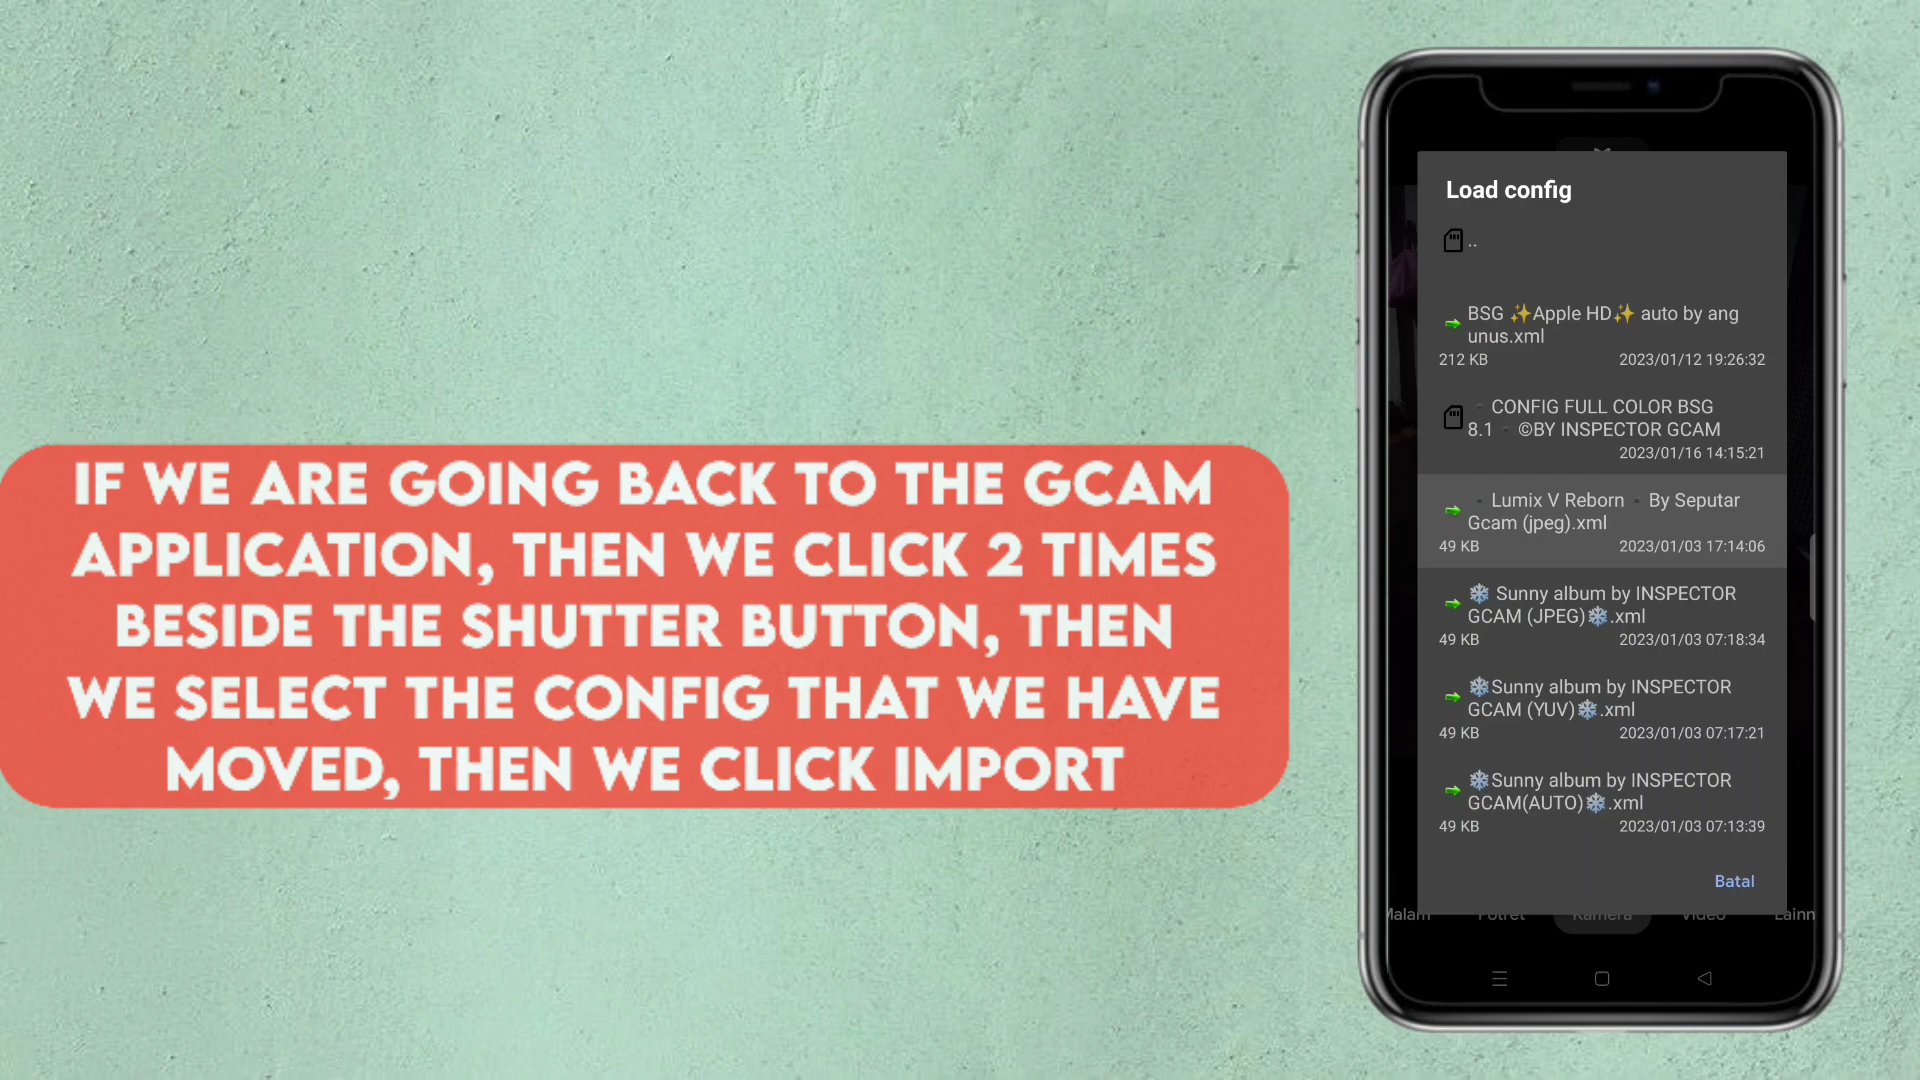 IF WE ARE GOING BACK TO THE GCAM
APPLICATION, THEN WE CLICK 2 TIMES
BESIDE THE SHUTTER BUTTON, THEN
WE SELECT THE CONFIG THAT WE HAVE
MOVED, THEN WE CLICK IMPORT
Load config
..
BSG ✨Apple HD✨ auto by ang
unus.xml
212 KB 2023/01/12 19:26:32
CONFIG FULL COLOR BSG
8.1 ©BY INSPECTOR GCAM
2023/01/16 14:15:21
Lumix V Reborn By Seputar
Gcam (jpeg).xml
49 KB 2023/01/03 17:14:06
❄️ Sunny album by INSPECTOR
GCAM (JPEG)❄️.xml
49 KB 2023/01/03 07:18:34
❄️Sunny album by INSPECTOR
GCAM (YUV)❄️.xml
49 KB 2023/01/03 07:17:21
❄️Sunny album by INSPECTOR
GCAM(AUTO)❄️.xml
49 KB 2023/01/03 07:13:39
Batal
Malam Potret Kamera Video Lainn